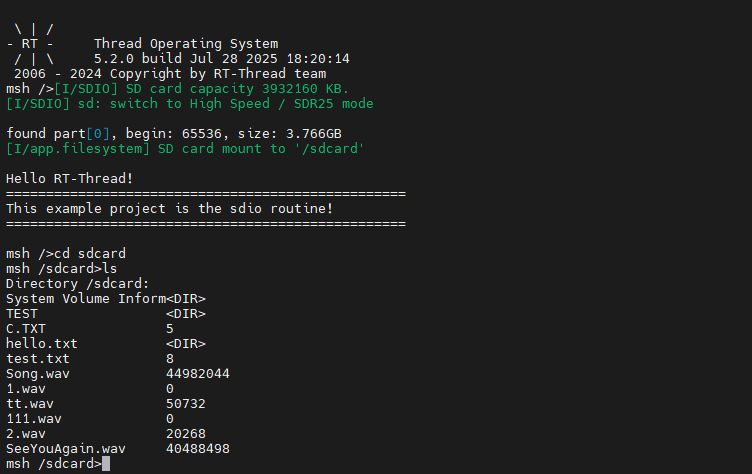 \ | /
- RT -     Thread Operating System
 / | \     5.2.0 build Jul 28 2025 18:20:14
 2006 - 2024 Copyright by RT-Thread team
msh />[I/SDIO] SD card capacity 3932160 KB.
[I/SDIO] sd: switch to High Speed / SDR25 mode

found part[0], begin: 65536, size: 3.766GB
[I/app.filesystem] SD card mount to '/sdcard'

Hello RT-Thread!
==================================================
This example project is the sdio routine!
==================================================

msh />cd sdcard
msh /sdcard>ls
Directory /sdcard:
System Volume Inform<DIR>
TEST                <DIR>
C.TXT               5
hello.txt           <DIR>
test.txt            8
Song.wav            44982044
1.wav               0
tt.wav              50732
111.wav             0
2.wav               20268
SeeYouAgain.wav     40488498
msh /sdcard>